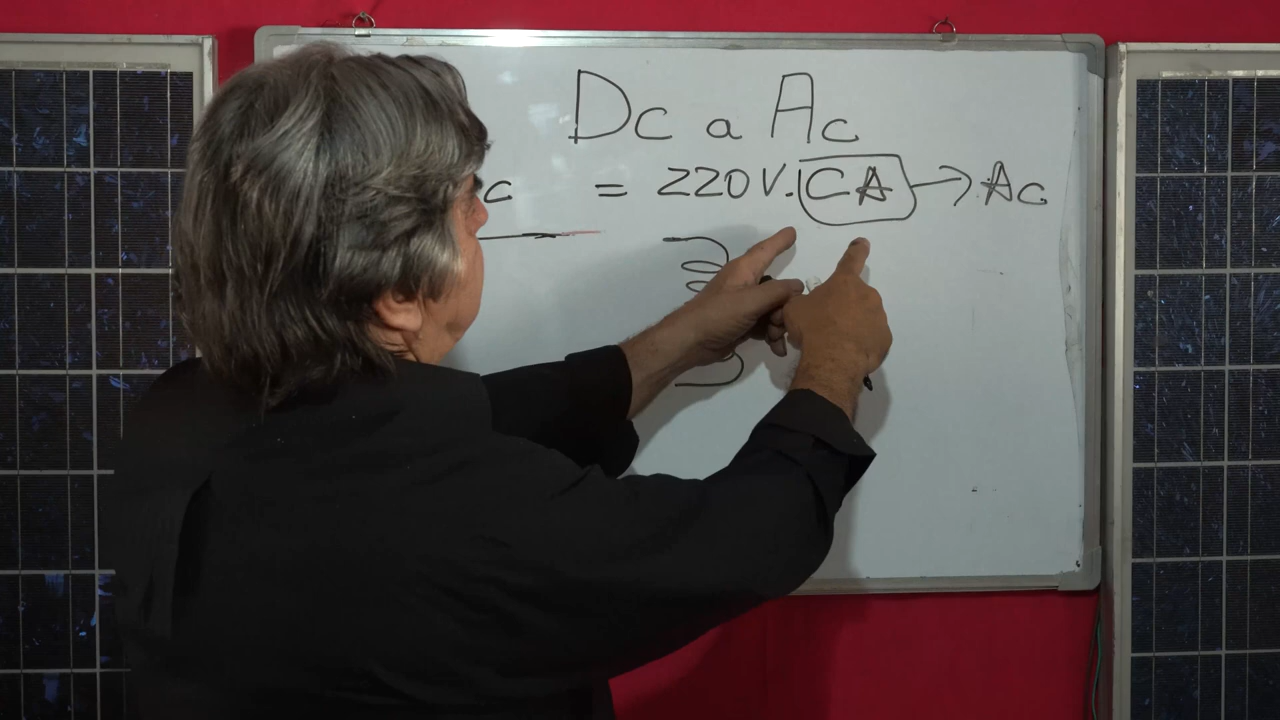 Dc a Ac
c = 220V.CA → Ac